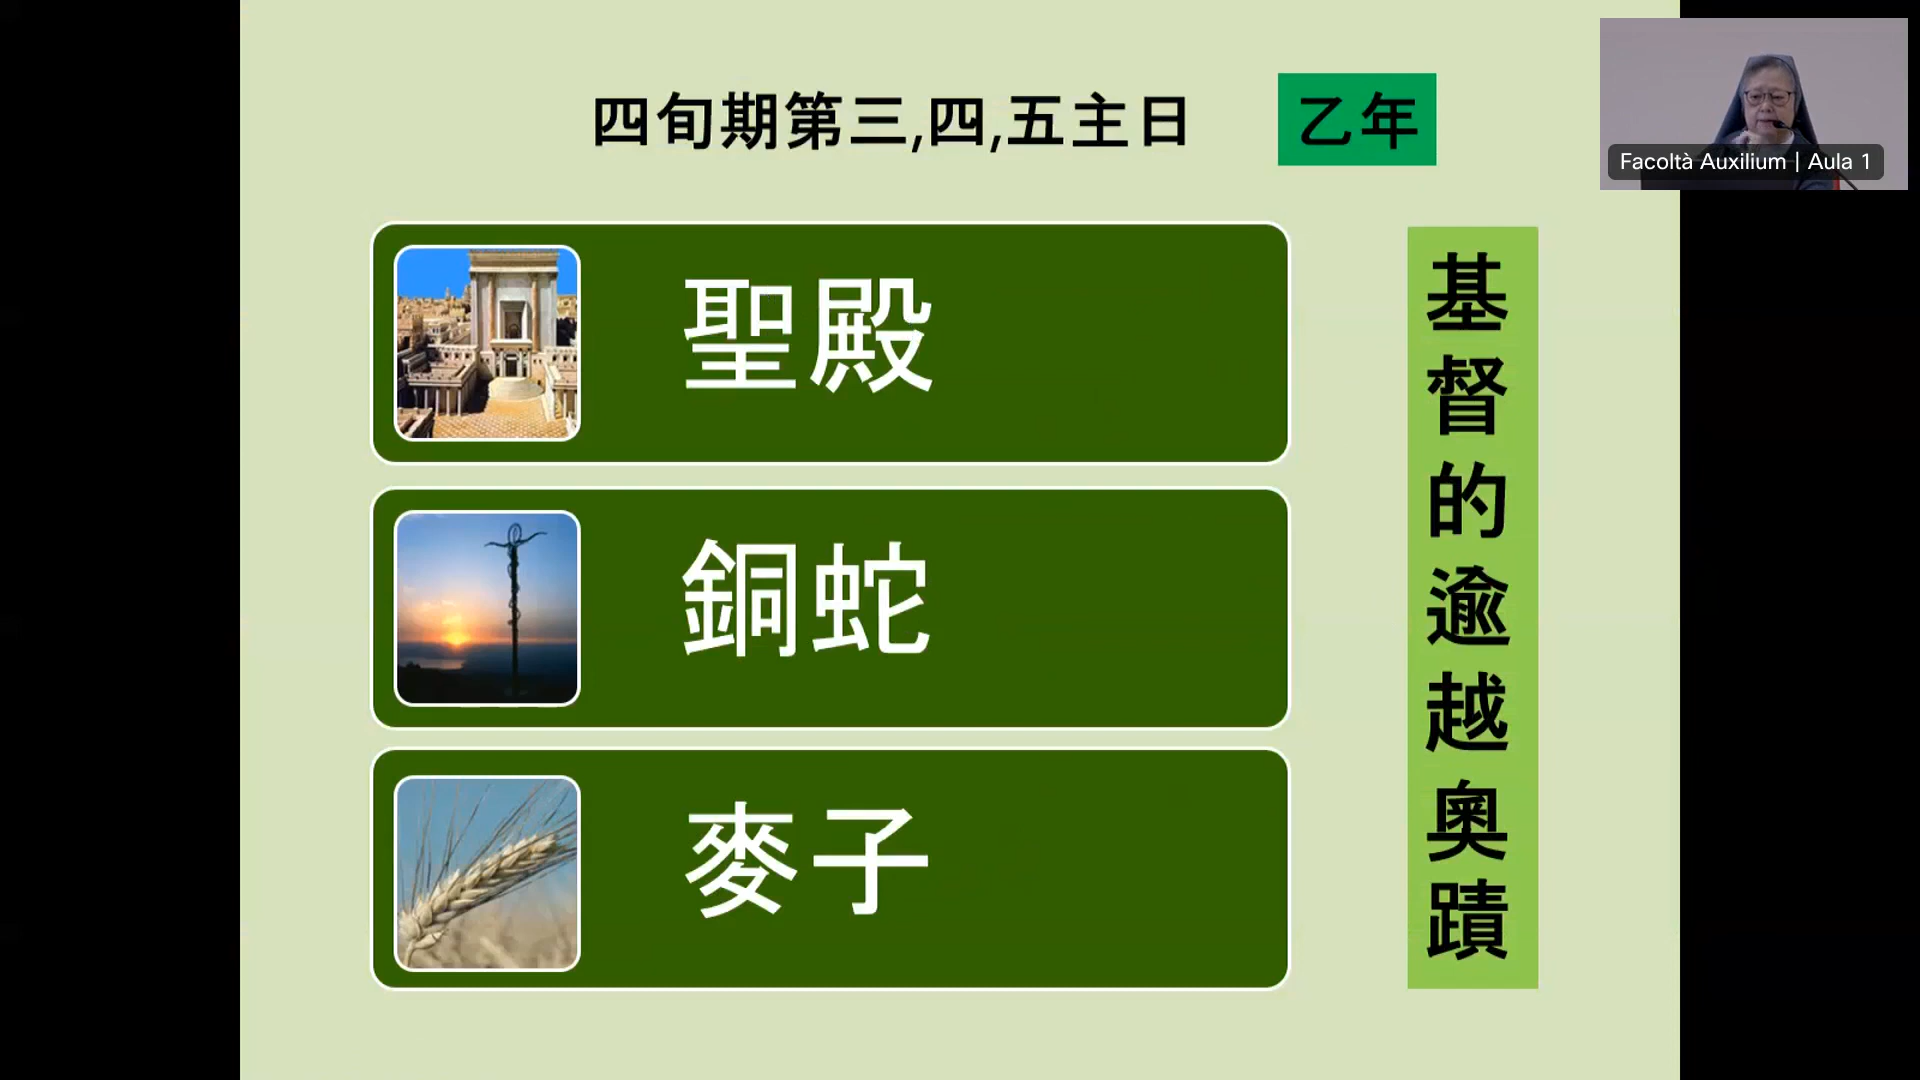 四旬期第三,四,五主日
乙年
Facoltà Auxilium | Aula 1
聖殿
銅蛇
麥子
基督的逾越奧蹟